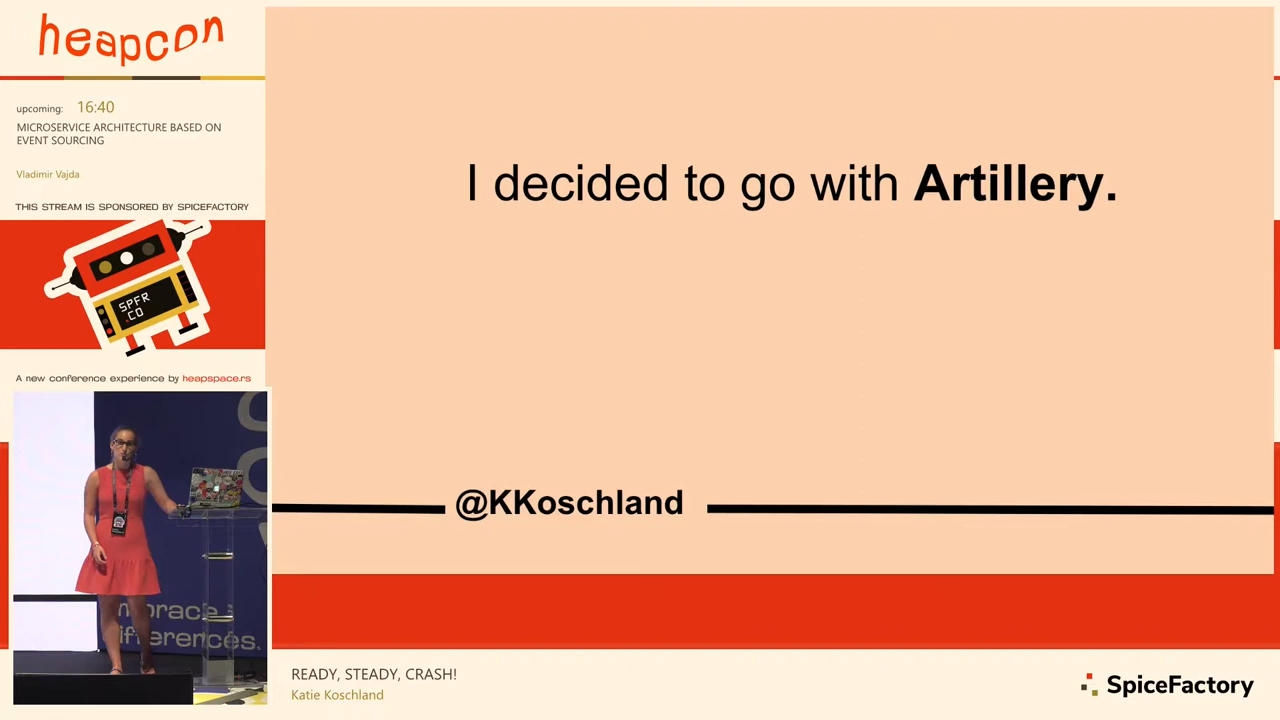 heapcon
upcoming: 16:40
MICROSERVICE ARCHITECTURE BASED ON
EVENT SOURCING
Vladimir Vajda
THIS STREAM IS SPONSORED BY SPICEFACTORY
SPFR
.CO
A new conference experience by heapspace.rs
I decided to go with Artillery.
@KKoschland
mbrace
ifferences.
READY, STEADY, CRASH!
Katie Koschland
SpiceFactory